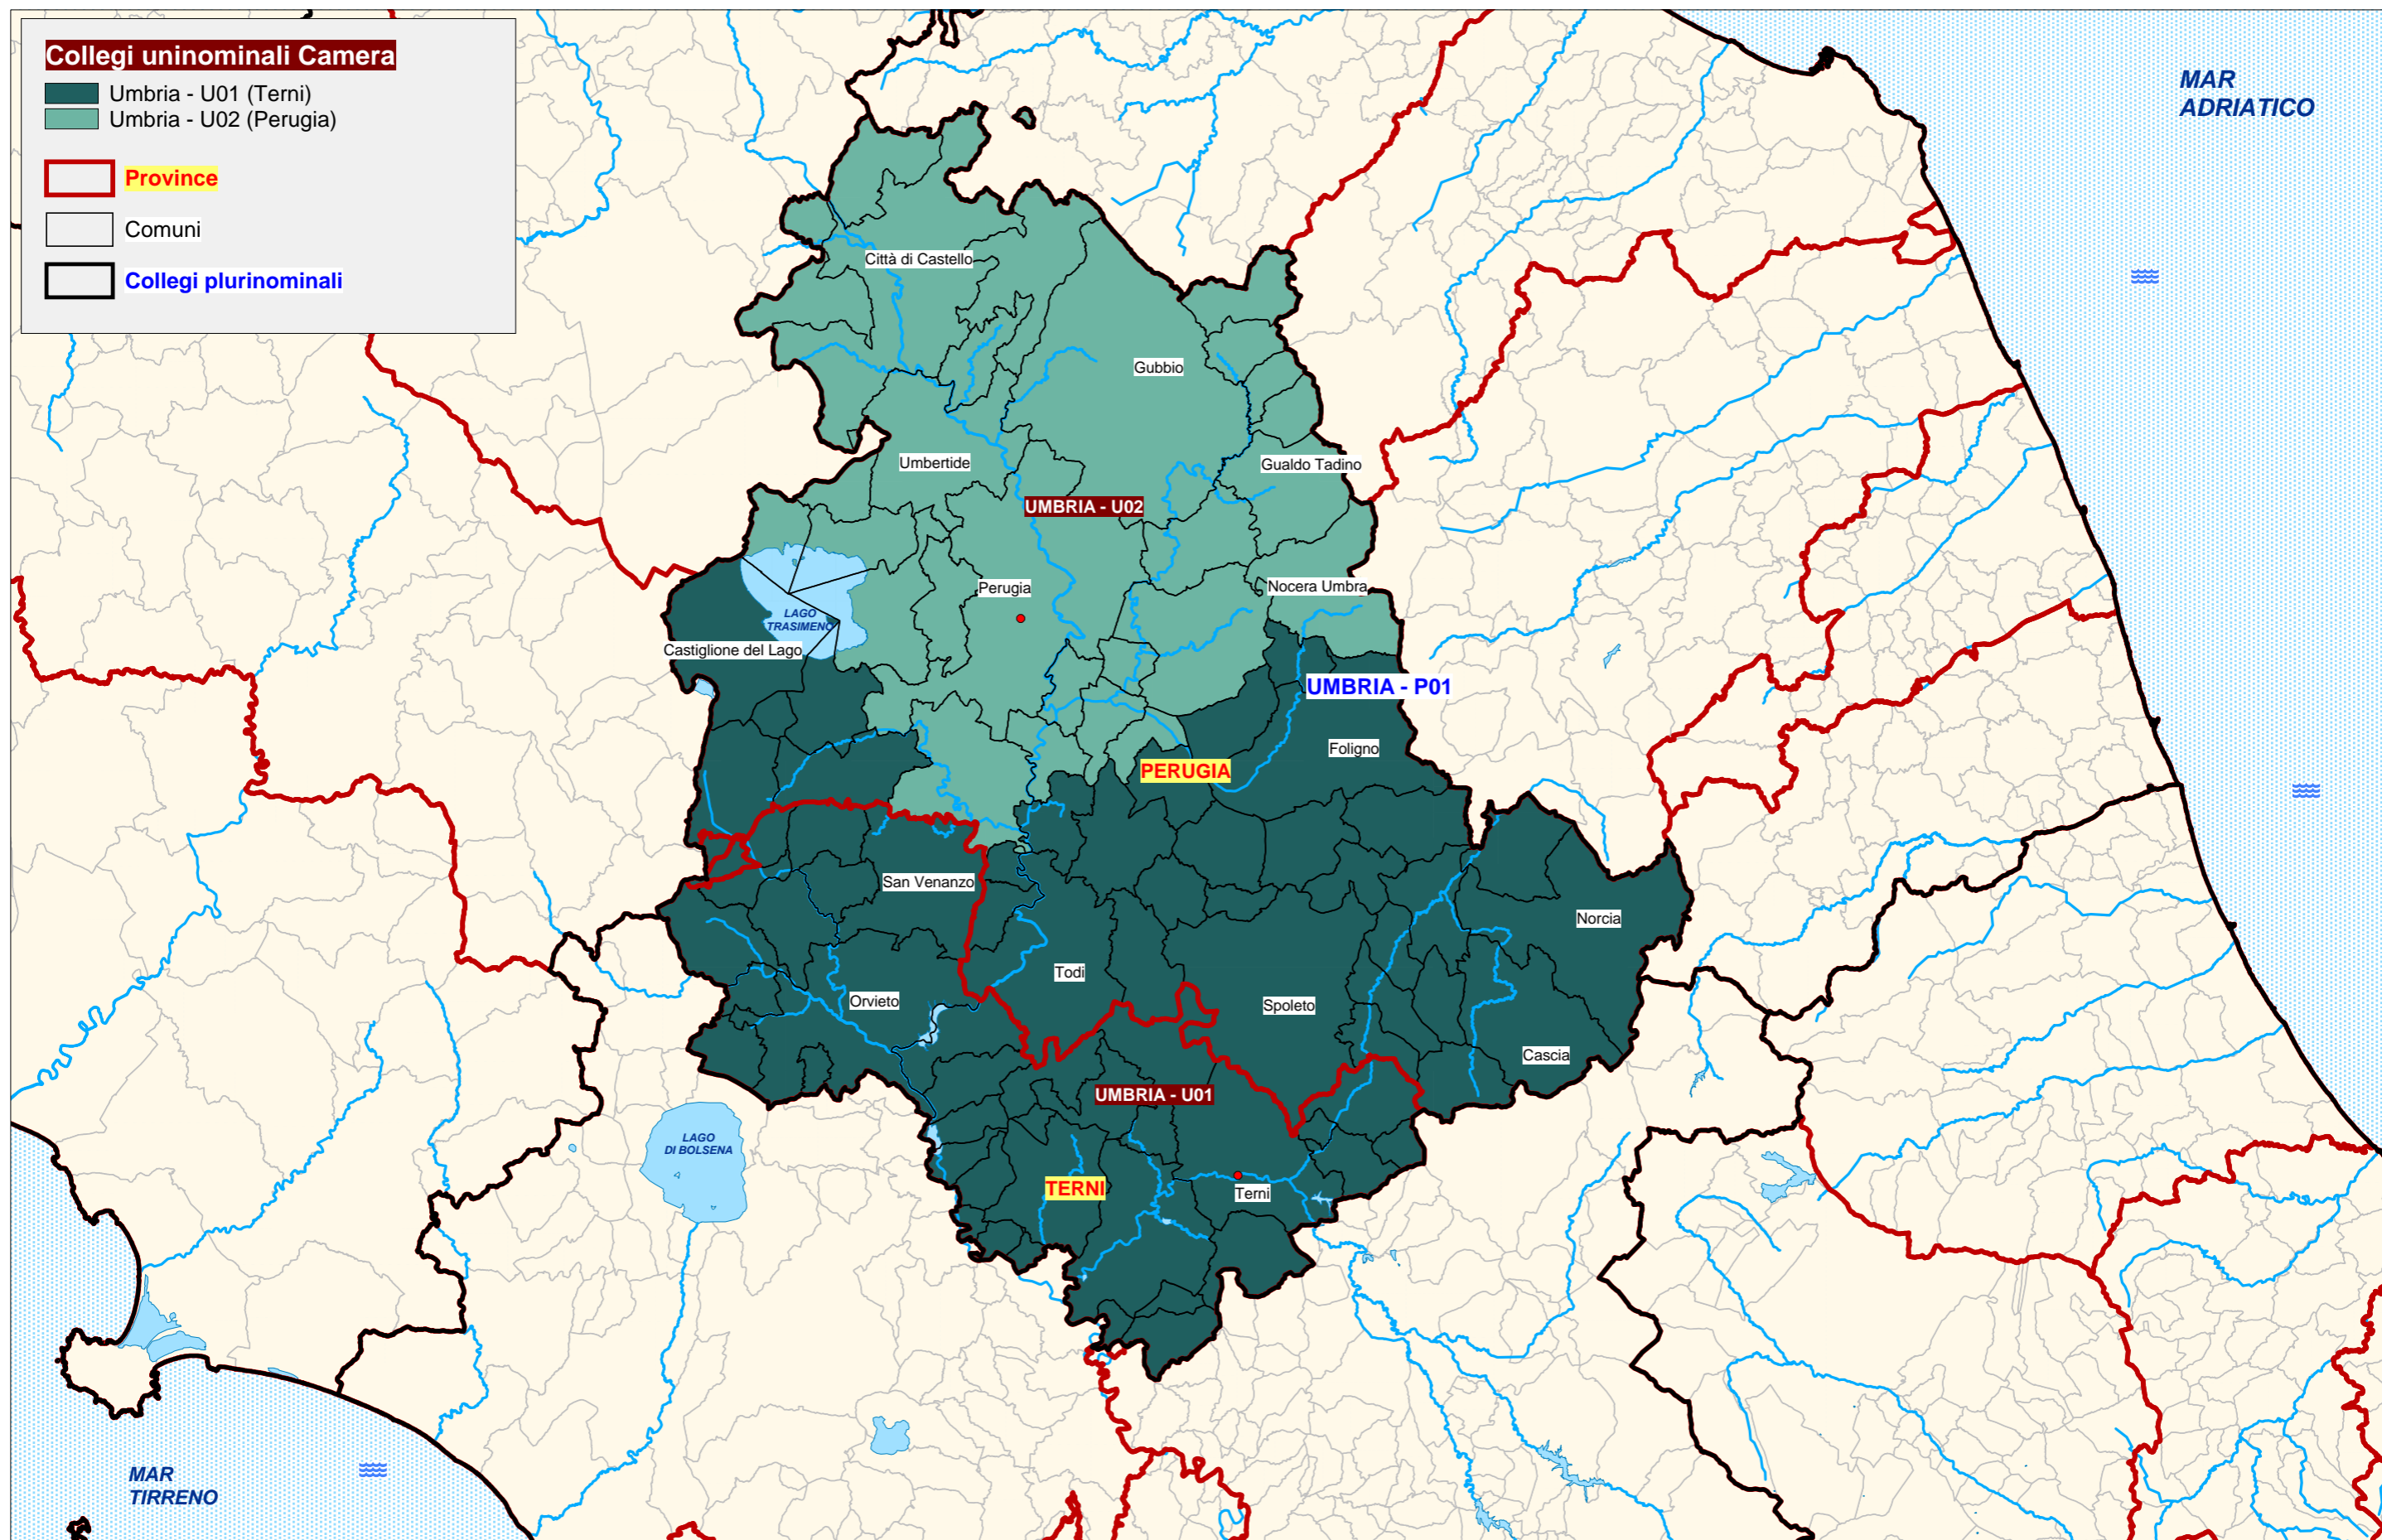 Collegi uninominali Camera
Umbria - U01 (Terni)
Umbria - U02 (Perugia)
Province
Comuni
Collegi plurinominali
MAR
ADRIATICO
Città di Castello
Gubbio
Umbertide
Gualdo Tadino
UMBRIA - U02
Perugia
Nocera Umbra
LAGO
TRASIMENO
Castiglione del Lago
UMBRIA - P01
Foligno
PERUGIA
San Venanzo
Norcia
Todi
Orvieto
Spoleto
Cascia
UMBRIA - U01
LAGO
DI BOLSENA
TERNI
Terni
MAR
TIRRENO